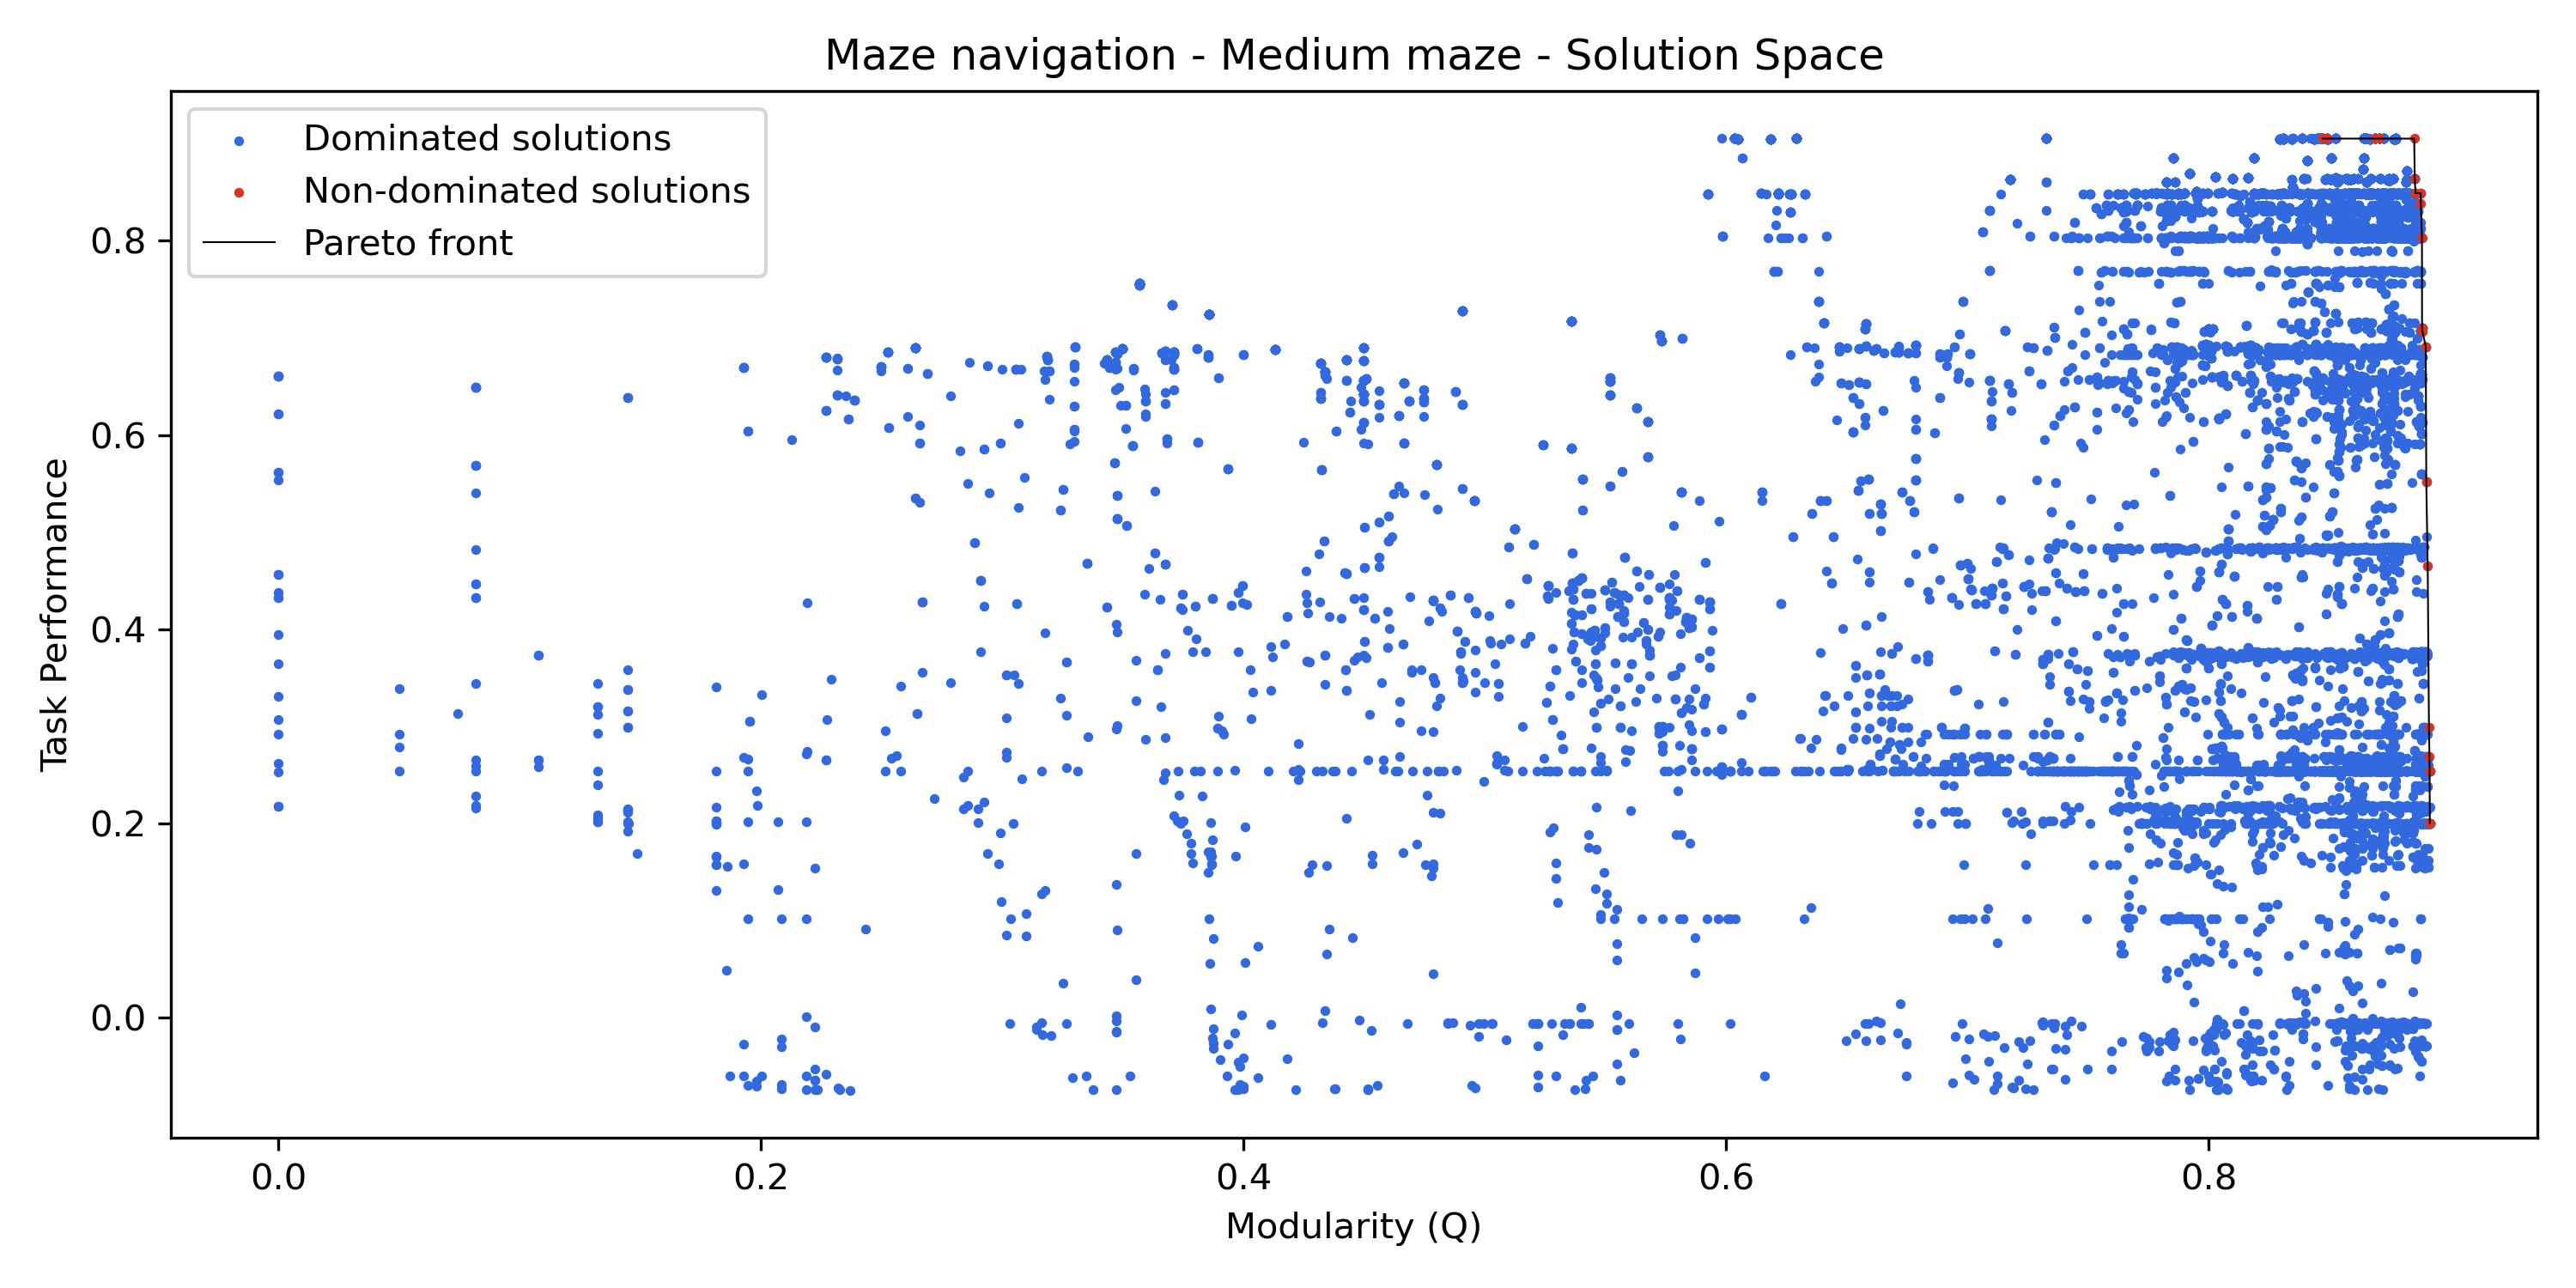 Maze navigation - Medium maze - Solution Space
Dominated solutions
Non-dominated solutions
Pareto front
0.8
0.6
0.4
0.2
0.0
Task Performance
0.0 0.2 0.4 0.6 0.8
Modularity (Q)